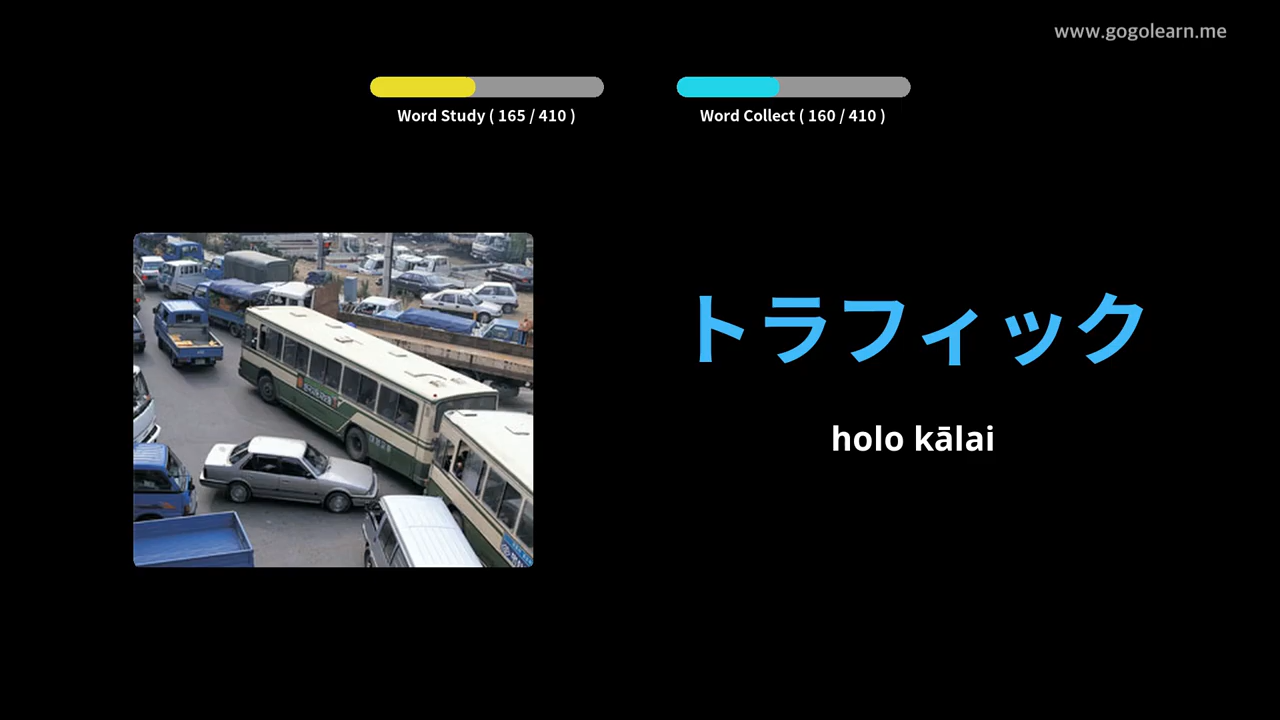 www.gogolearn.me
Word Study ( 165 / 410 )
Word Collect ( 160 / 410 )
トラフィック
holo kālai